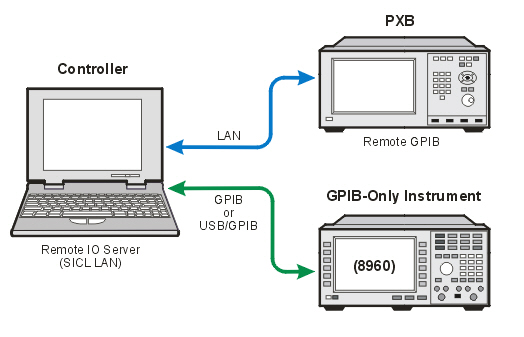 PXB
Controller
LAN
Remote GPIB
GPIB
or
USB/GPIB
GPIB-Only Instrument
Remote IO Server
(SICL LAN)
(8960)